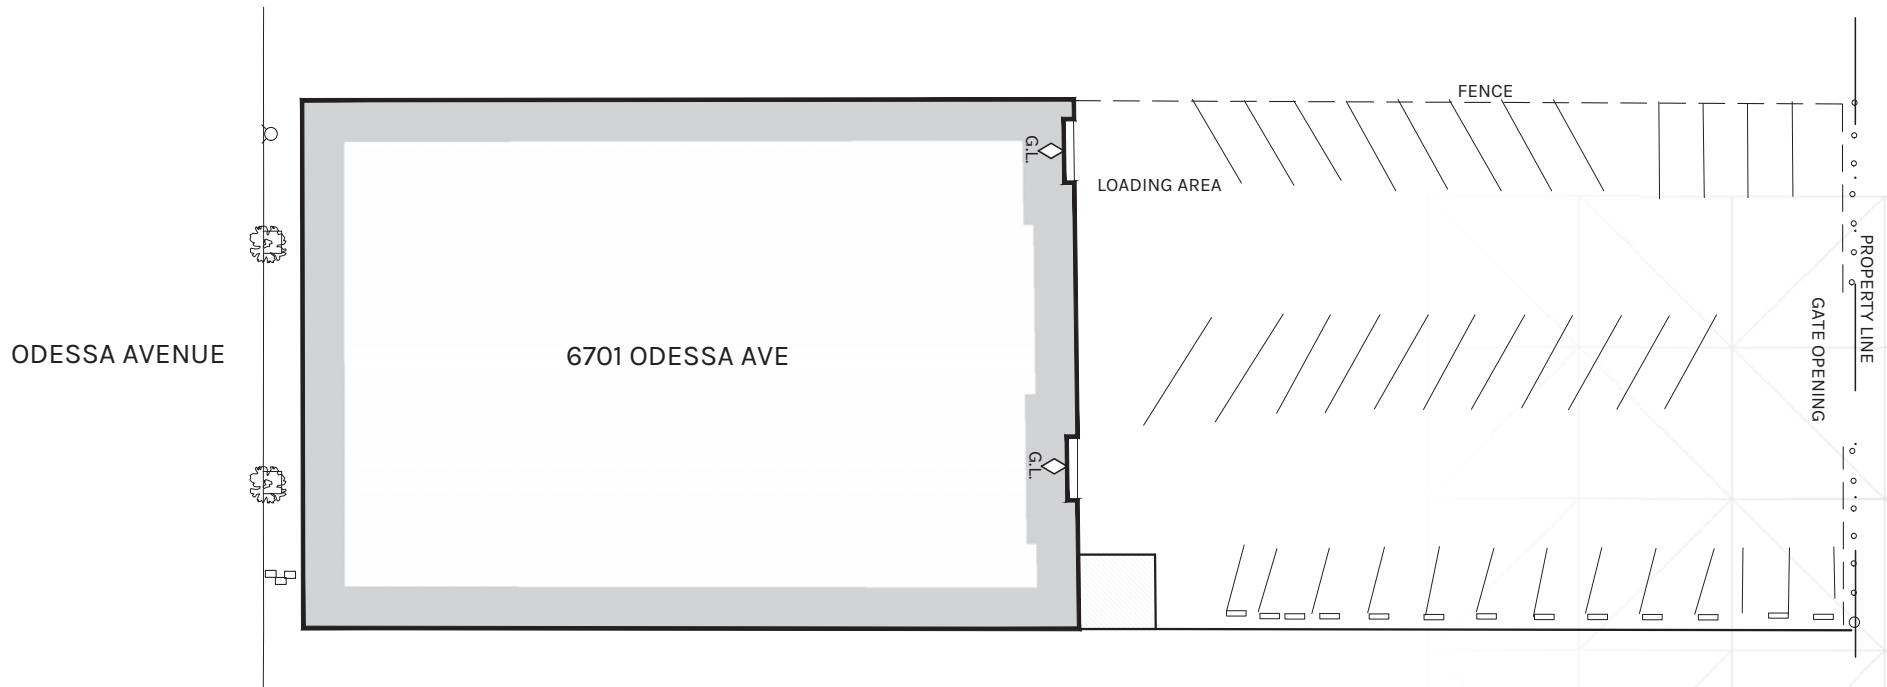 FENCE
G.L.
LOADING AREA
PROPERTY LINE
GATE OPENING
ODESSA AVENUE
6701 ODESSA AVE
G.L.